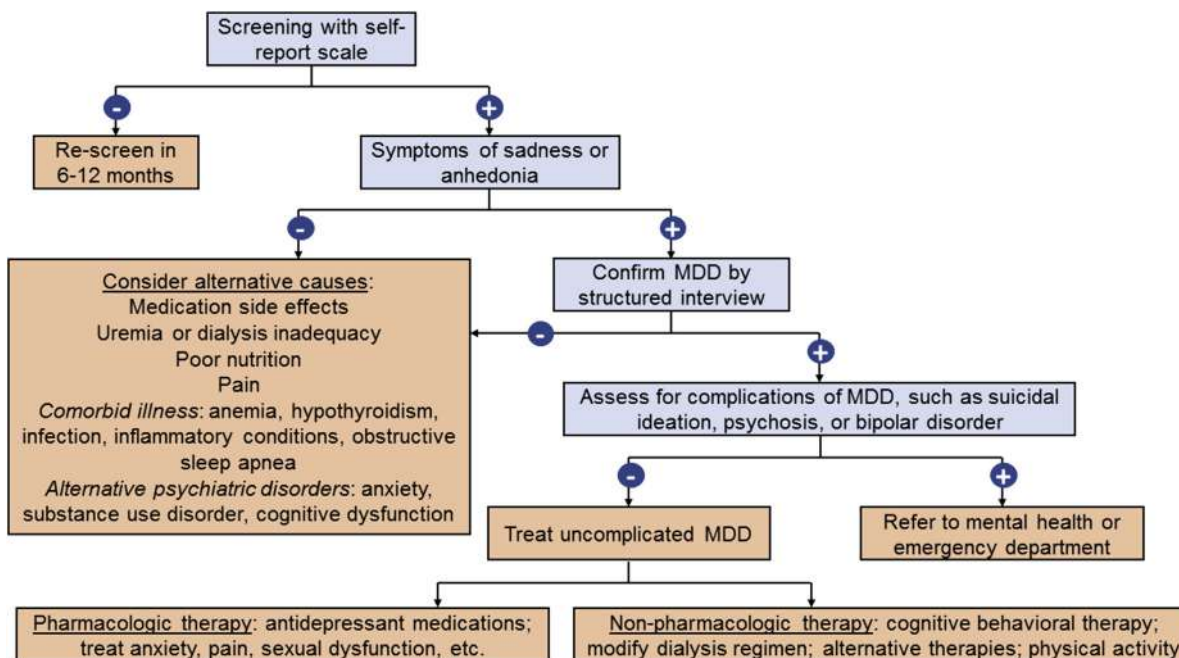 Screening with self-
report scale
-
+
Re-screen in
6-12 months
Symptoms of sadness or
anhedonia
-
+
Consider alternative causes:
Medication side effects
Uremia or dialysis inadequacy
Poor nutrition
Pain
Comorbid illness: anemia, hypothyroidism,
infection, inflammatory conditions, obstructive
sleep apnea
Alternative psychiatric disorders: anxiety,
substance use disorder, cognitive dysfunction
Confirm MDD by
structured interview
-
+
Assess for complications of MDD, such as suicidal
ideation, psychosis, or bipolar disorder
-
+
Treat uncomplicated MDD
Refer to mental health or
emergency department
Pharmacologic therapy: antidepressant medications;
treat anxiety, pain, sexual dysfunction, etc.
Non-pharmacologic therapy: cognitive behavioral therapy;
modify dialysis regimen; alternative therapies; physical activity